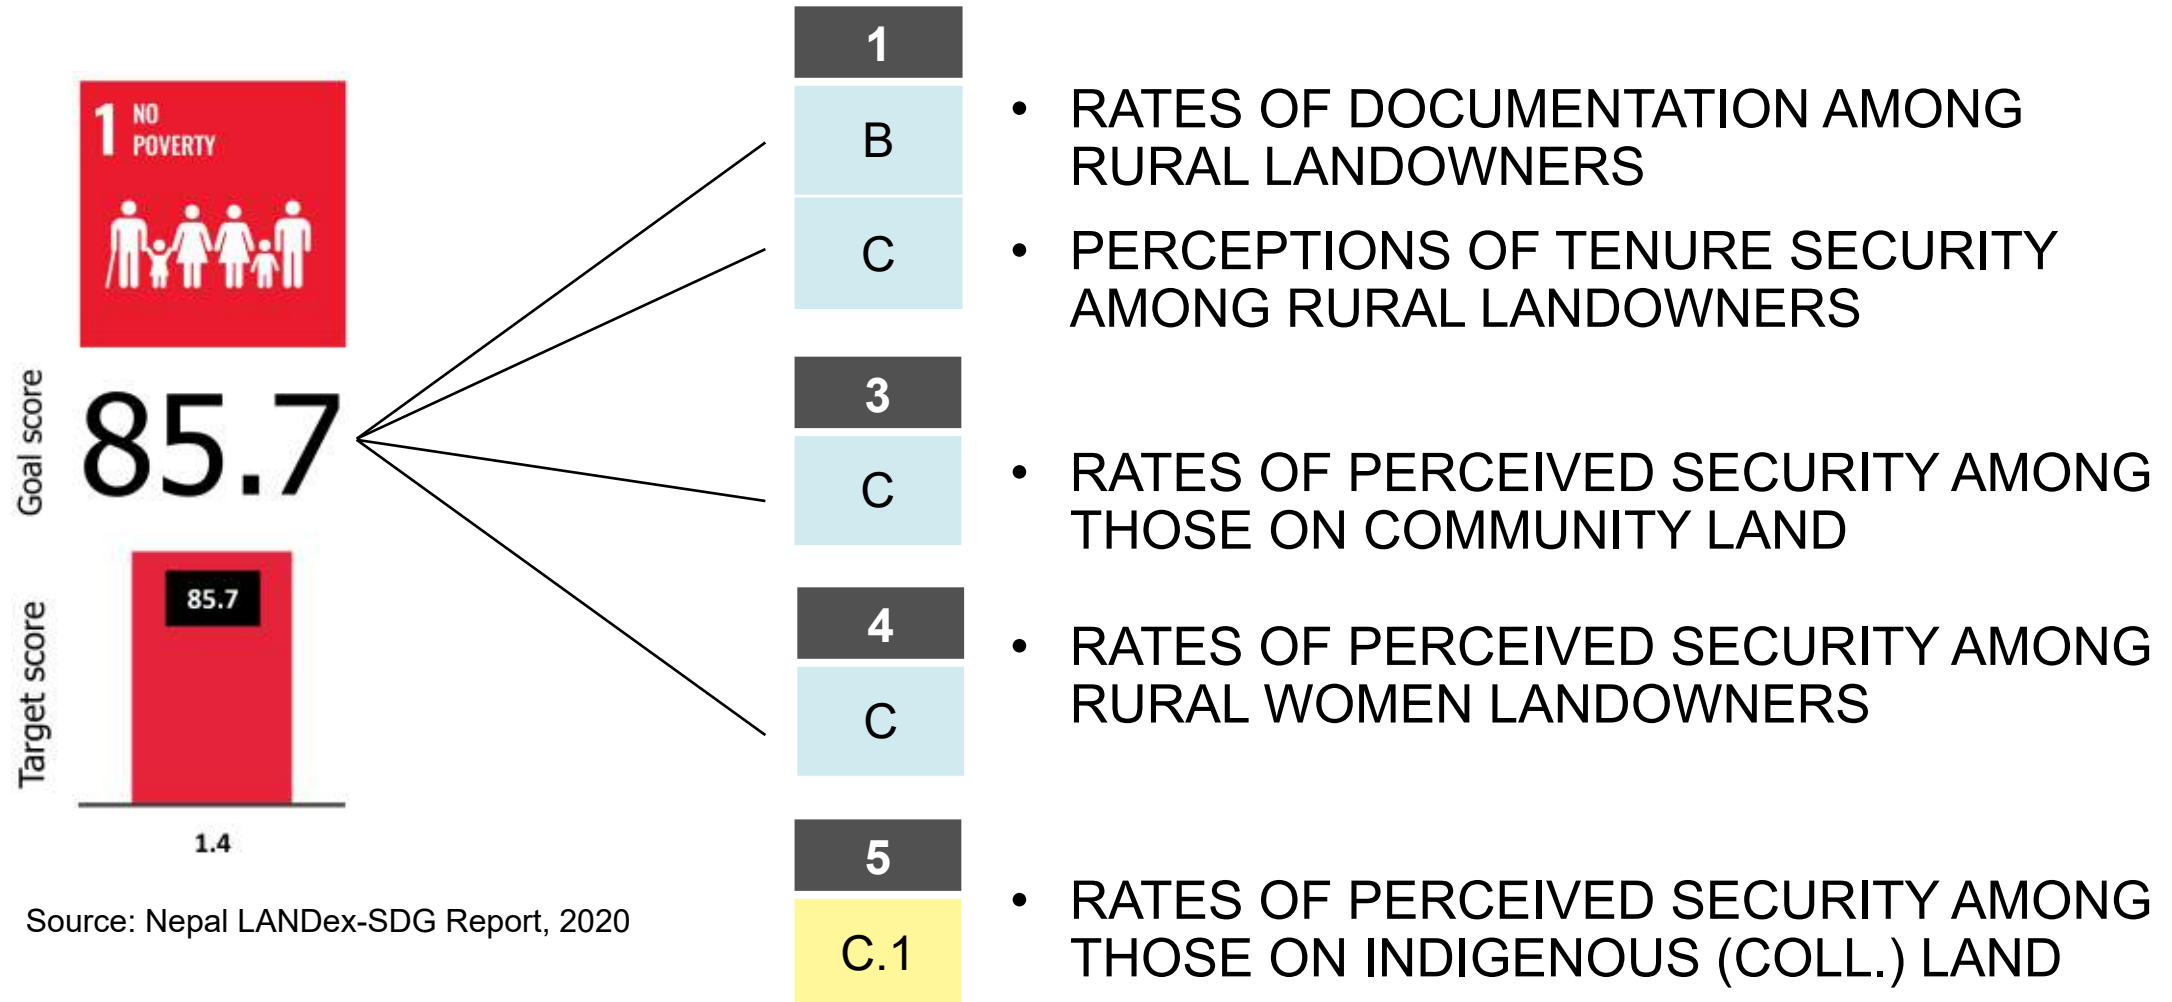 1 NO
POVERTY
Goal score
85.7
Target score
85.7
1.4
Source: Nepal LANDex-SDG Report, 2020
1
B
• RATES OF DOCUMENTATION AMONG
RURAL LANDOWNERS
C
• PERCEPTIONS OF TENURE SECURITY
AMONG RURAL LANDOWNERS
3
C
• RATES OF PERCEIVED SECURITY AMONG
THOSE ON COMMUNITY LAND
4
C
• RATES OF PERCEIVED SECURITY AMONG
RURAL WOMEN LANDOWNERS
5
C.1
• RATES OF PERCEIVED SECURITY AMONG
THOSE ON INDIGENOUS (COLL.) LAND